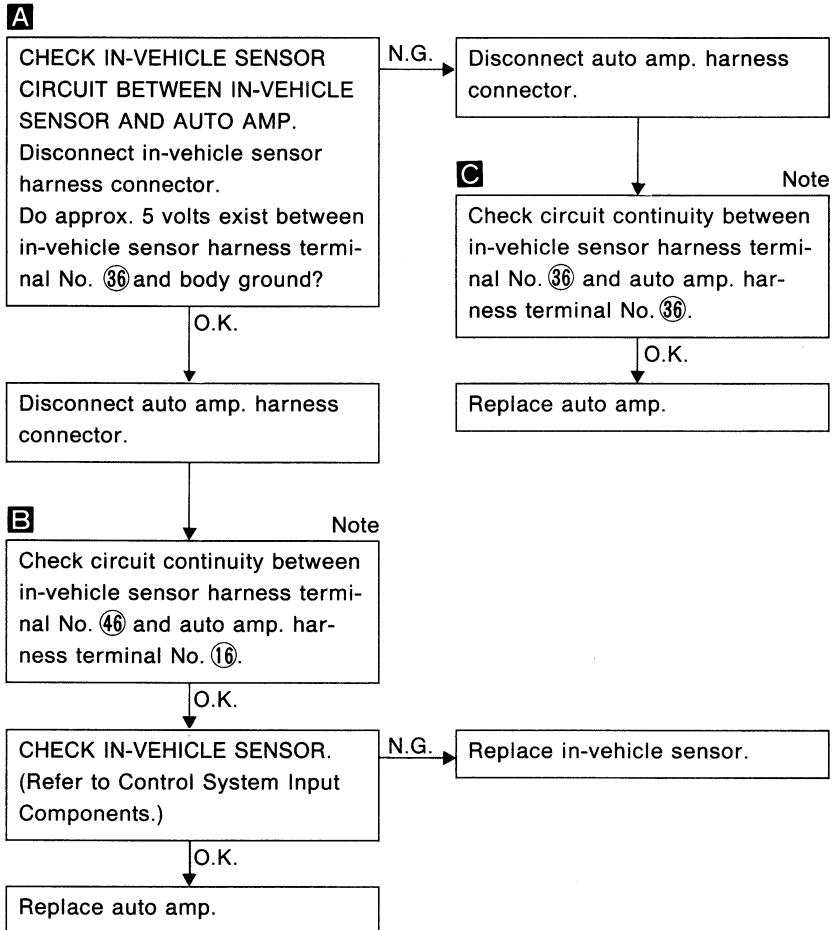 A
CHECK IN-VEHICLE SENSOR
CIRCUIT BETWEEN IN-VEHICLE
SENSOR AND AUTO AMP.
Disconnect in-vehicle sensor
harness connector.
Do approx. 5 volts exist between
in-vehicle sensor harness termi-
nal No. ㊱ and body ground?
N.G.
Disconnect auto amp. harness
connector.
C
Note
Check circuit continuity between
in-vehicle sensor harness termi-
nal No. ㊱ and auto amp. har-
ness terminal No. ㊱.
O.K.
Replace auto amp.
O.K.
Disconnect auto amp. harness
connector.
B
Note
Check circuit continuity between
in-vehicle sensor harness termi-
nal No. ㊻ and auto amp. har-
ness terminal No. ⑯.
O.K.
CHECK IN-VEHICLE SENSOR.
(Refer to Control System Input
Components.)
N.G.
Replace in-vehicle sensor.
O.K.
Replace auto amp.